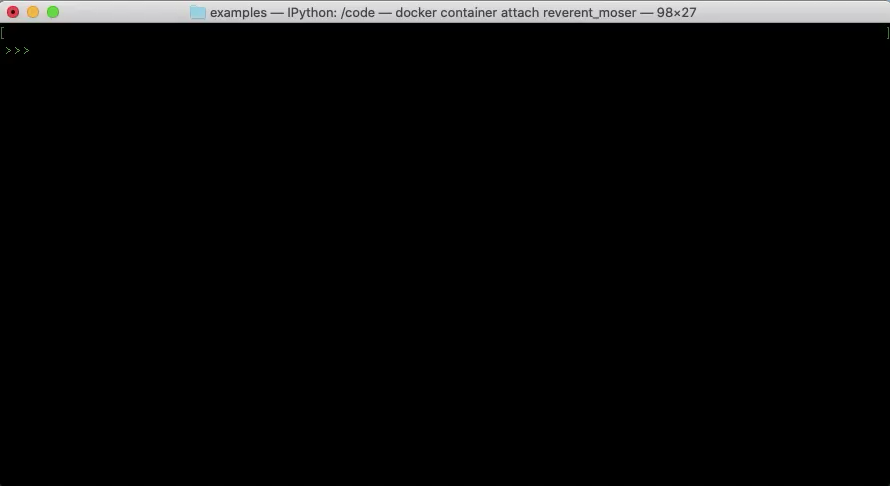 examples — IPython: /code — docker container attach reverent_moser — 98×27
[ ]
>>>